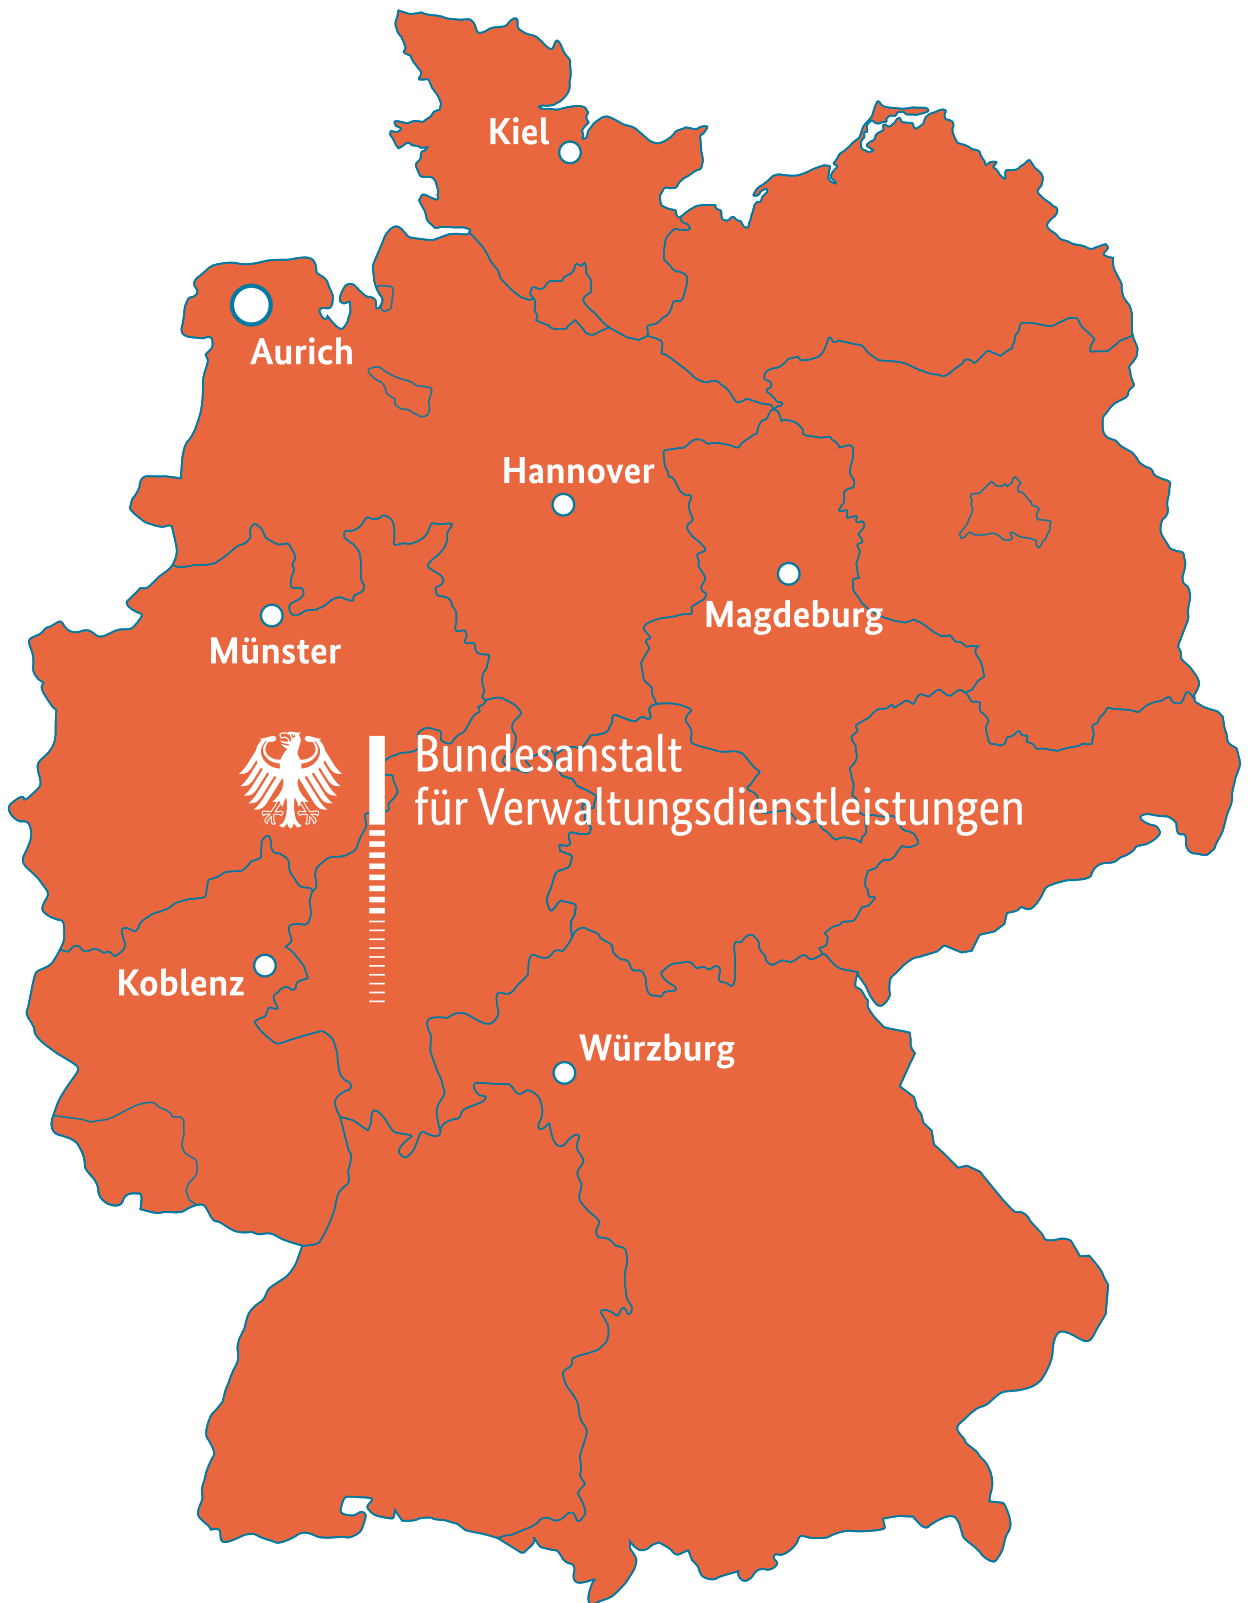 Kiel
Aurich
Hannover
Magdeburg
Münster
Bundesanstalt
für Verwaltungsdienstleistungen
Koblenz
Würzburg